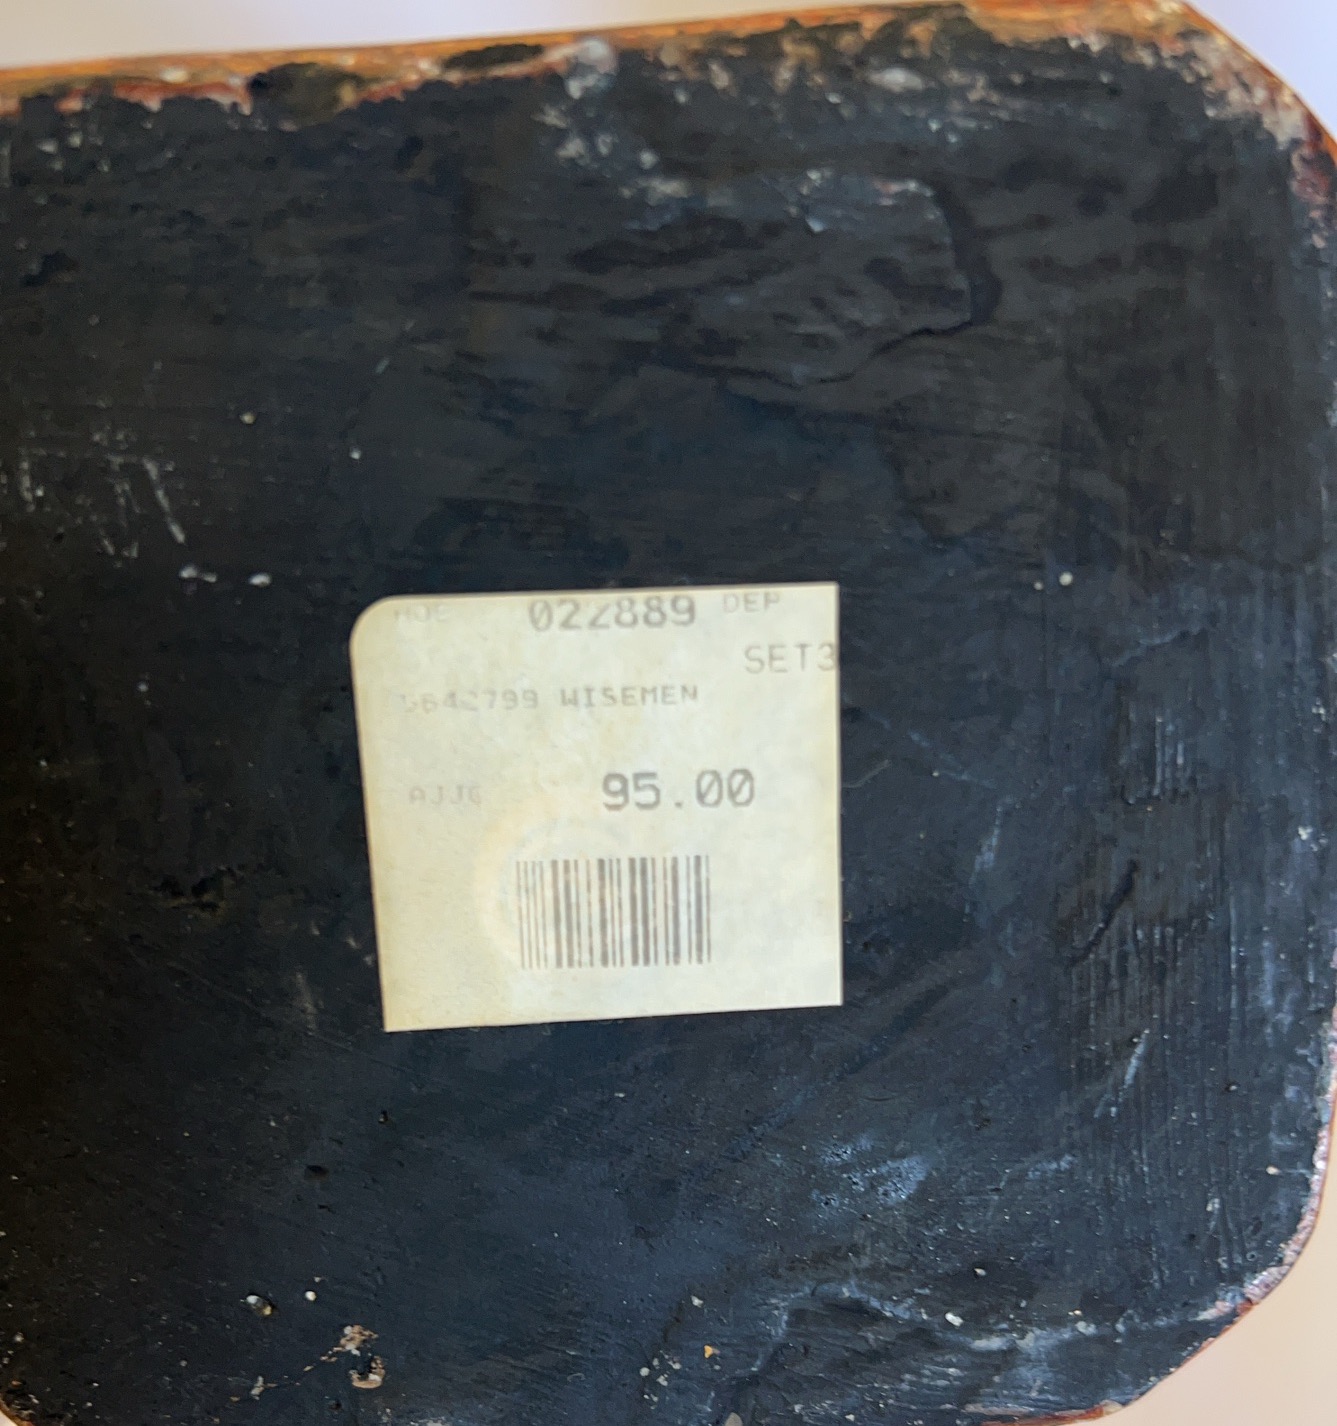 022889 DEP
SET3
WISEMEN
95.00